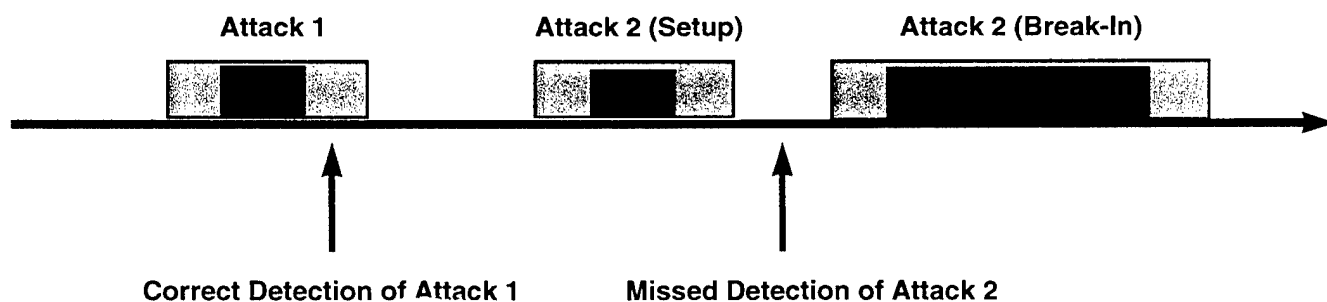 Attack 1 Attack 2 (Setup) Attack 2 (Break-In)
Correct Detection of Attack 1 Missed Detection of Attack 2